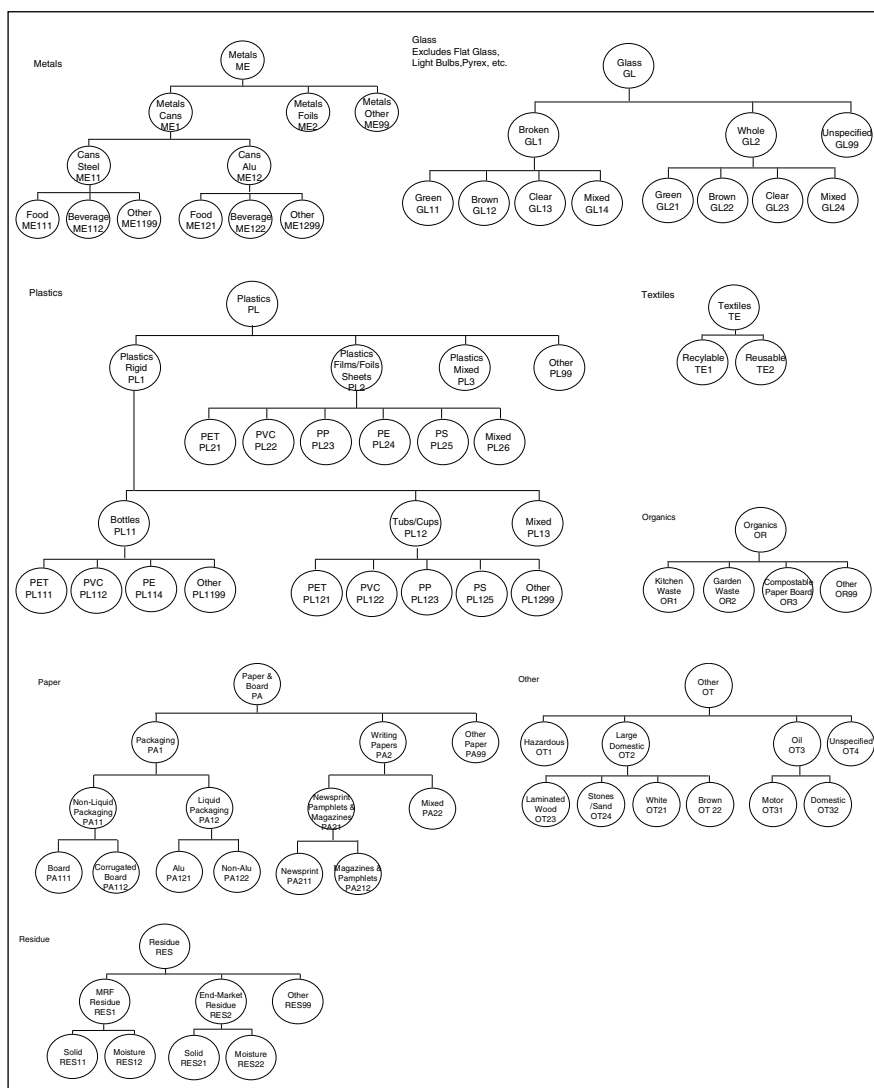 Metals
Metals
ME
Metals
Cans
ME1
Metals
Foils
ME2
Metals
Other
ME99
Cans
Steel
ME11
Cans
Alu
ME12
Food
ME111
Beverage
ME112
Other
ME1199
Food
ME121
Beverage
ME122
Other
ME1299
Glass
Excludes Flat Glass,
Light Bulbs,Pyrex, etc.
Glass
GL
Broken
GL1
Whole
GL2
Unspecified
GL99
Green
GL11
Brown
GL12
Clear
GL13
Mixed
GL14
Green
GL21
Brown
GL22
Clear
GL23
Mixed
GL24
Plastics
Plastics
PL
Plastics
Rigid
PL1
Plastics
Films/Foils
Sheets
PL2
Plastics
Mixed
PL3
Other
PL99
PET
PL21
PVC
PL22
PP
PL23
PE
PL24
PS
PL25
Mixed
PL26
Bottles
PL11
Tubs/Cups
PL12
Mixed
PL13
PET
PL111
PVC
PL112
PE
PL114
Other
PL1199
PET
PL121
PVC
PL122
PP
PL123
PS
PL125
Other
PL1299
Textiles
Textiles
TE
Recylable
TE1
Reusable
TE2
Organics
Organics
OR
Kitchen
Waste
OR1
Garden
Waste
OR2
Compostable
Paper Board
OR3
Other
OR99
Paper
Paper &
Board
PA
Packaging
PA1
Writing
Papers
PA2
Other
Paper
PA99
Non-Liquid
Packaging
PA11
Liquid
Packaging
PA12
Newsprint
Pamphlets &
Magazines
PA21
Mixed
PA22
Board
PA111
Corrugated
Board
PA112
Alu
PA121
Non-Alu
PA122
Newsprint
PA211
Magazines &
Pamphlets
PA212
Other
Other
OT
Hazardous
OT1
Large
Domestic
OT2
Oil
OT3
Unspecified
OT4
Laminated
Wood
OT23
Stones
/Sand
OT24
White
OT21
Brown
OT 22
Motor
OT31
Domestic
OT32
Residue
Residue
RES
MRF
Residue
RES1
End-Market
Residue
RES2
Other
RES99
Solid
RES11
Moisture
RES12
Solid
RES21
Moisture
RES22